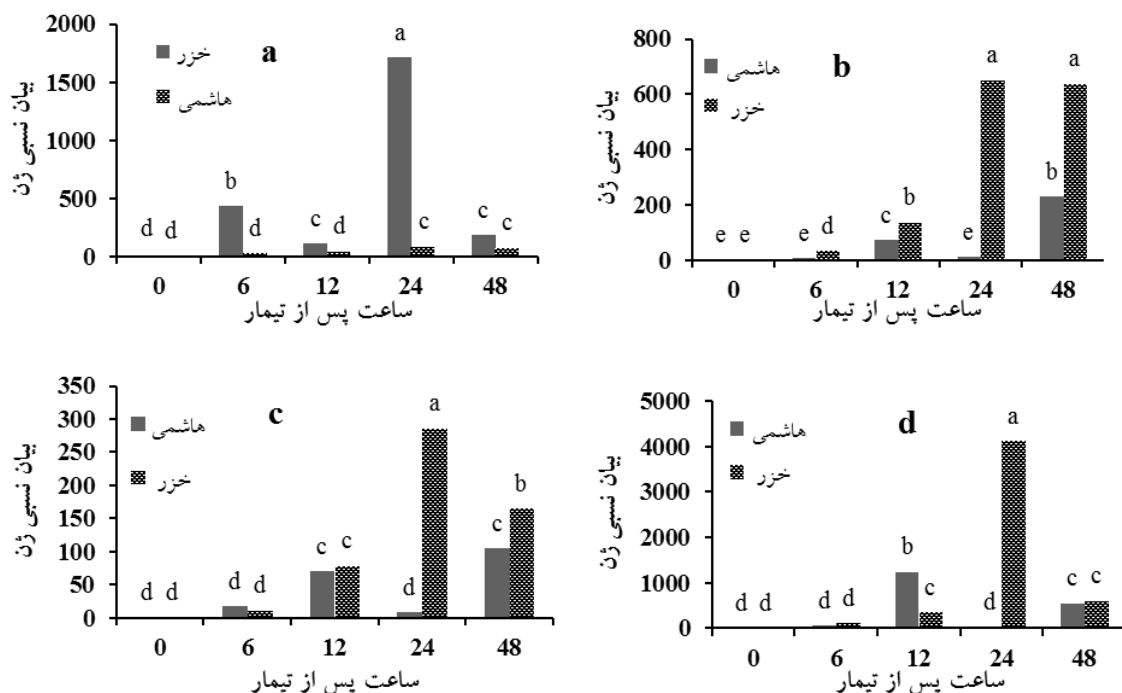 a
2000
1500
1000
500
0
خزر
هاشمی
بیان نسبی ژن
d d b d c d a c c c
0 6 12 24 48
ساعت پس از تیمار
b
800
600
400
200
0
هاشمی
خزر
بیان نسبی ژن
e e e d c b e a b a
0 6 12 24 48
ساعت پس از تیمار
c
350
300
250
200
150
100
50
0
هاشمی
خزر
بیان نسبی ژن
d d d d c c d a c b
0 6 12 24 48
ساعت پس از تیمار
d
5000
4000
3000
2000
1000
0
هاشمی
خزر
بیان نسبی ژن
d d d d b c d a c c
0 6 12 24 48
ساعت پس از تیمار